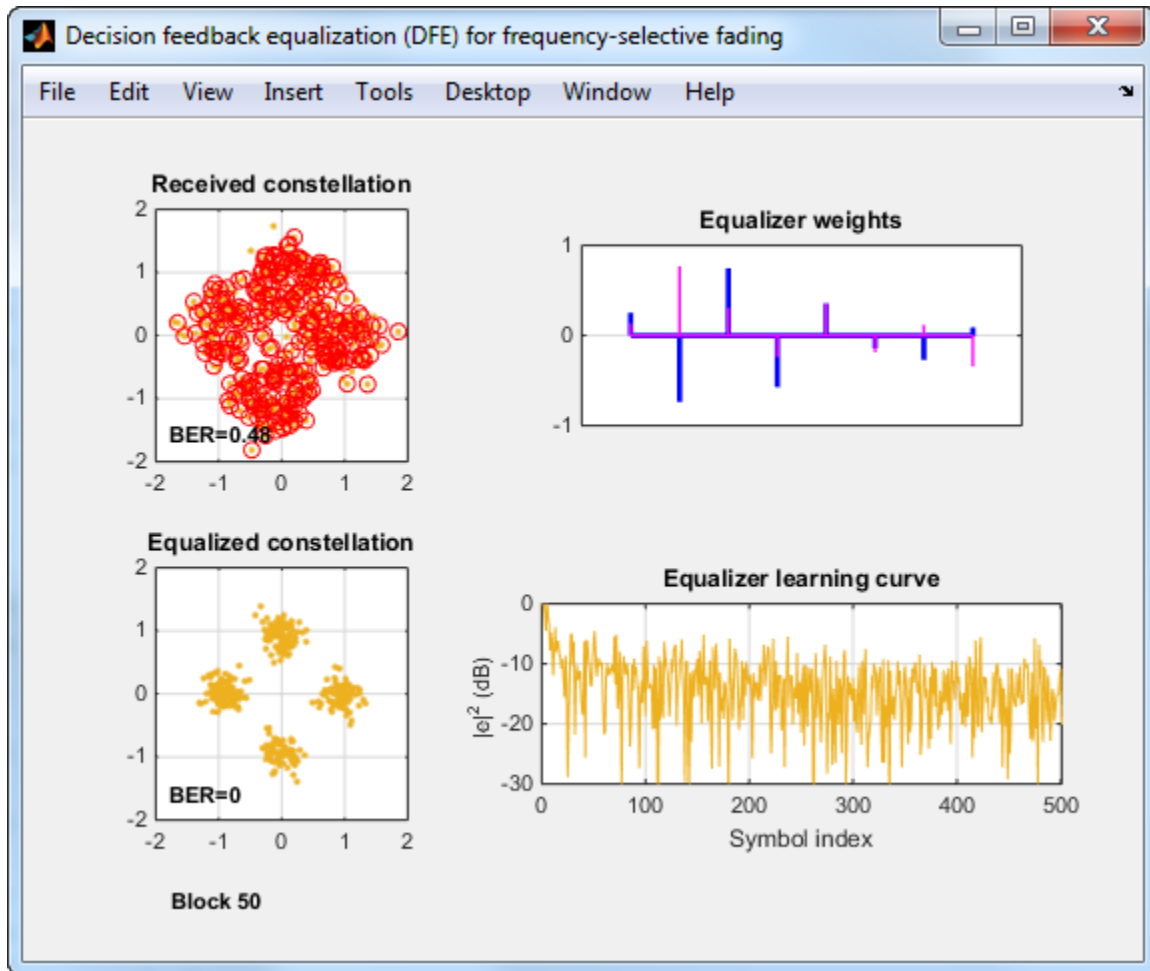 Decision feedback equalization (DFE) for frequency-selective fading
File Edit View Insert Tools Desktop Window Help
Received constellation
2
1
0
-1
-2
BER=0.48
-2 -1 0 1 2
Equalizer weights
1
0
-1
Equalized constellation
2
1
0
-1
-2
BER=0
-2 -1 0 1 2
Equalizer learning curve
0
-10
-20
-30
|e|^2 (dB)
0 100 200 300 400 500
Symbol index
Block 50